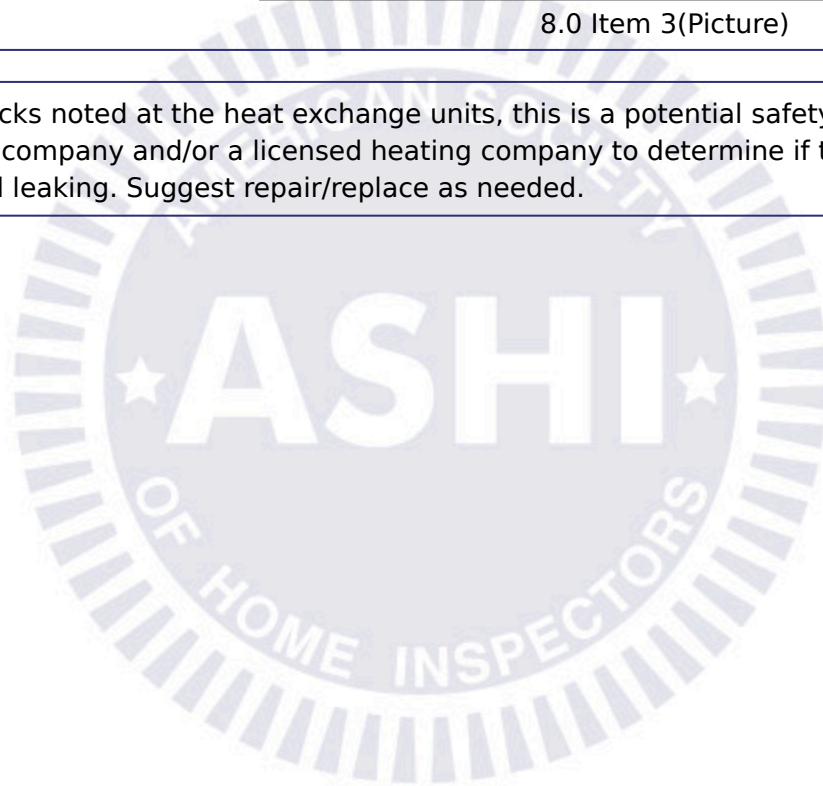 8.0 Item 3(Picture)
cks noted at the heat exchange units, this is a potential safety
company and/or a licensed heating company to determine if t
l leaking. Suggest repair/replace as needed.
AMERICAN SOCIETY
ASHI
OF HOME INSPECTORS